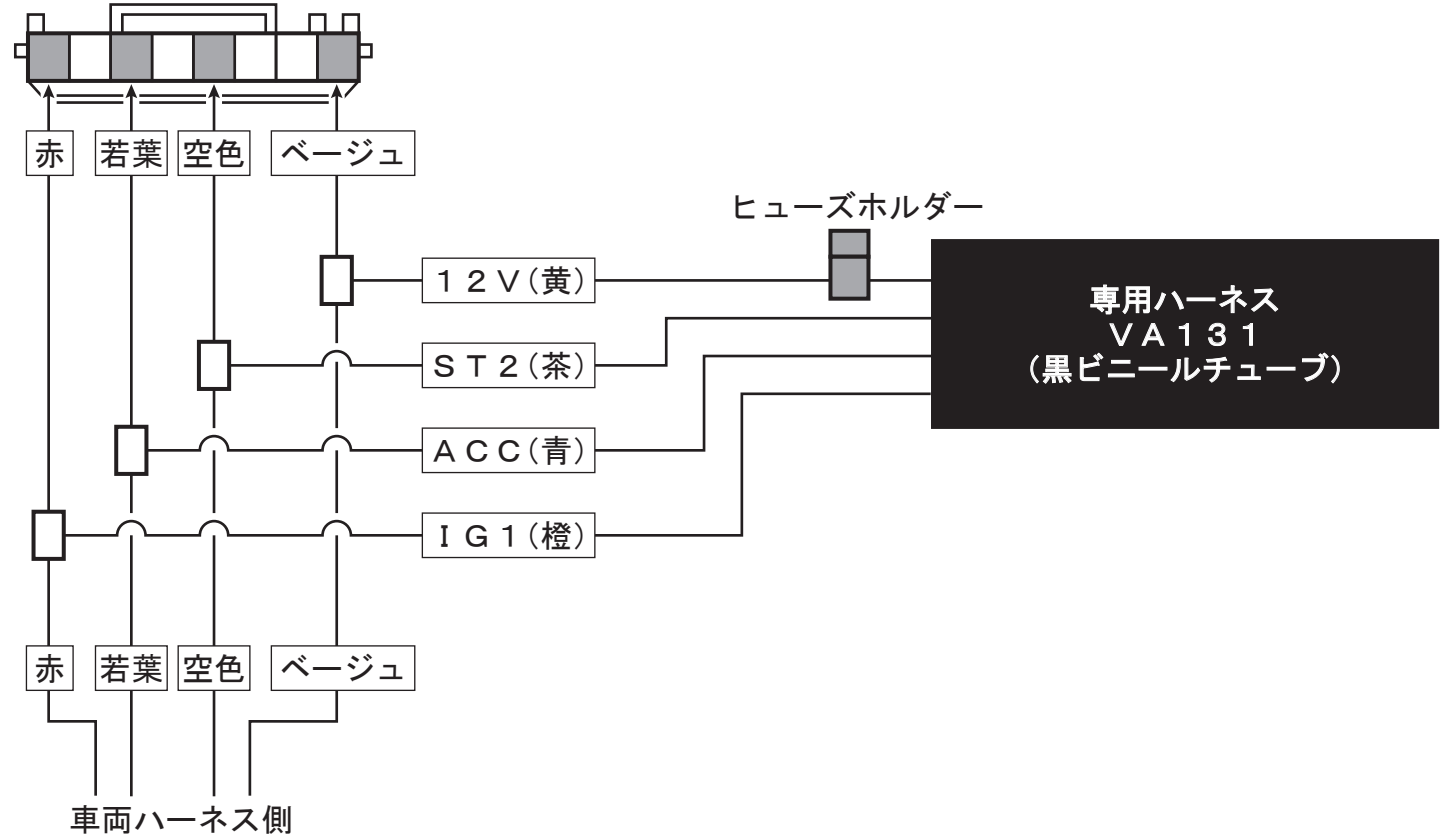 赤
若葉
空色
ベージュ
ヒューズホルダー
12V(黄)
ST2(茶)
ACC(青)
IG1(橙)
専用ハーネス
VA131
(黒ビニールチューブ)
赤
若葉
空色
ベージュ
車両ハーネス側